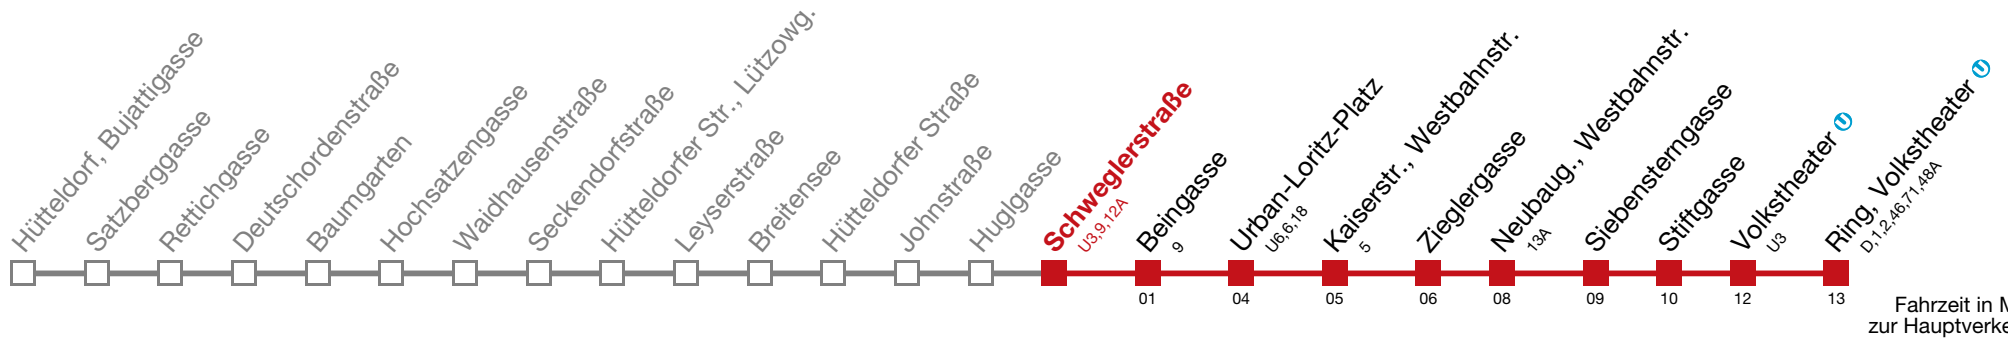 Hütteldorf, Bujattigasse
Satzberggasse
Rettichgasse
Deutschordenstraße
Baumgarten
Hochsatzengasse
Waidhausenstraße
Seckendorfstraße
Hütteldorfer Str., Lützowg.
Leyserstraße
Breitensee
Hütteldorfer Straße
Johnstraße
Huglgasse
Schweglerstraße
U3,9,12A
Beingasse
9
Urban-Loritz-Platz
U6,6,18
Kaiserstr., Westbahnstr.
5
Zieglergasse
Neubaug., Westbahnstr.
13A
Siebensterngasse
Stiftgasse
Volkstheater U
U3
Ring, Volkstheater U
D,1,2,46,71,48A
01 04 05 06 08 09 10 12 13
Fahrzeit in
zur